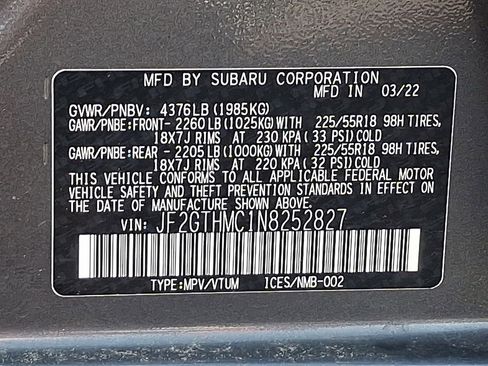 MFD BY SUBARU CORPORATION
GVWR/PNBV: 4376LB(1985KG) MFD IN 03/22
GAWR/PNBE:FRONT- 2260LB(1025KG)WITH 225/55R18 98H TIRES,
18X7J RIMS AT 230 KPA(33 PSI)COLD
GAWR/PNBE:REAR - 2205LB(1000KG)WITH 225/55R18 98H TIRES,
18X7J RIMS AT 220 KPA(32 PSI)COLD
THIS VEHICLE CONFORMS TO ALL APPLICABLE FEDERAL MOTOR
VEHICLE SAFETY AND THEFT PREVENTION STANDARDS IN EFFECT ON
THE DATE OF MANUFACTURE SHOWN ABOVE.
VIN: JF2GTHMC1N8252827
TYPE:MPV/VTUM ICES/NMB-002